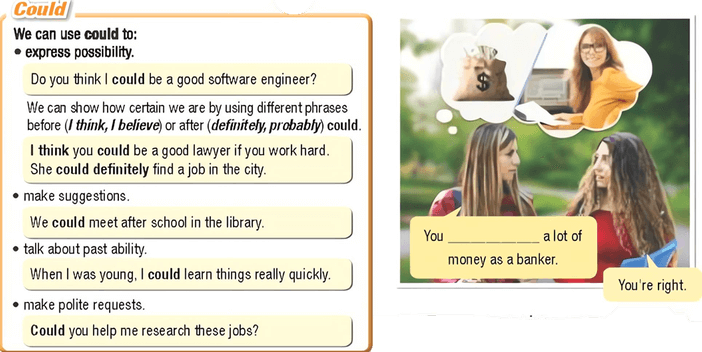 Could
We can use could to:
• express possibility.
Do you think I could be a good software engineer?
We can show how certain we are by using different phrases
before (I think, I believe) or after (definitely, probably) could.
I think you could be a good lawyer if you work hard.
She could definitely find a job in the city.
• make suggestions.
We could meet after school in the library.
• talk about past ability.
When I was young, I could learn things really quickly.
• make polite requests.
Could you help me research these jobs?
$
You ______________ a lot of
money as a banker.
You're right.